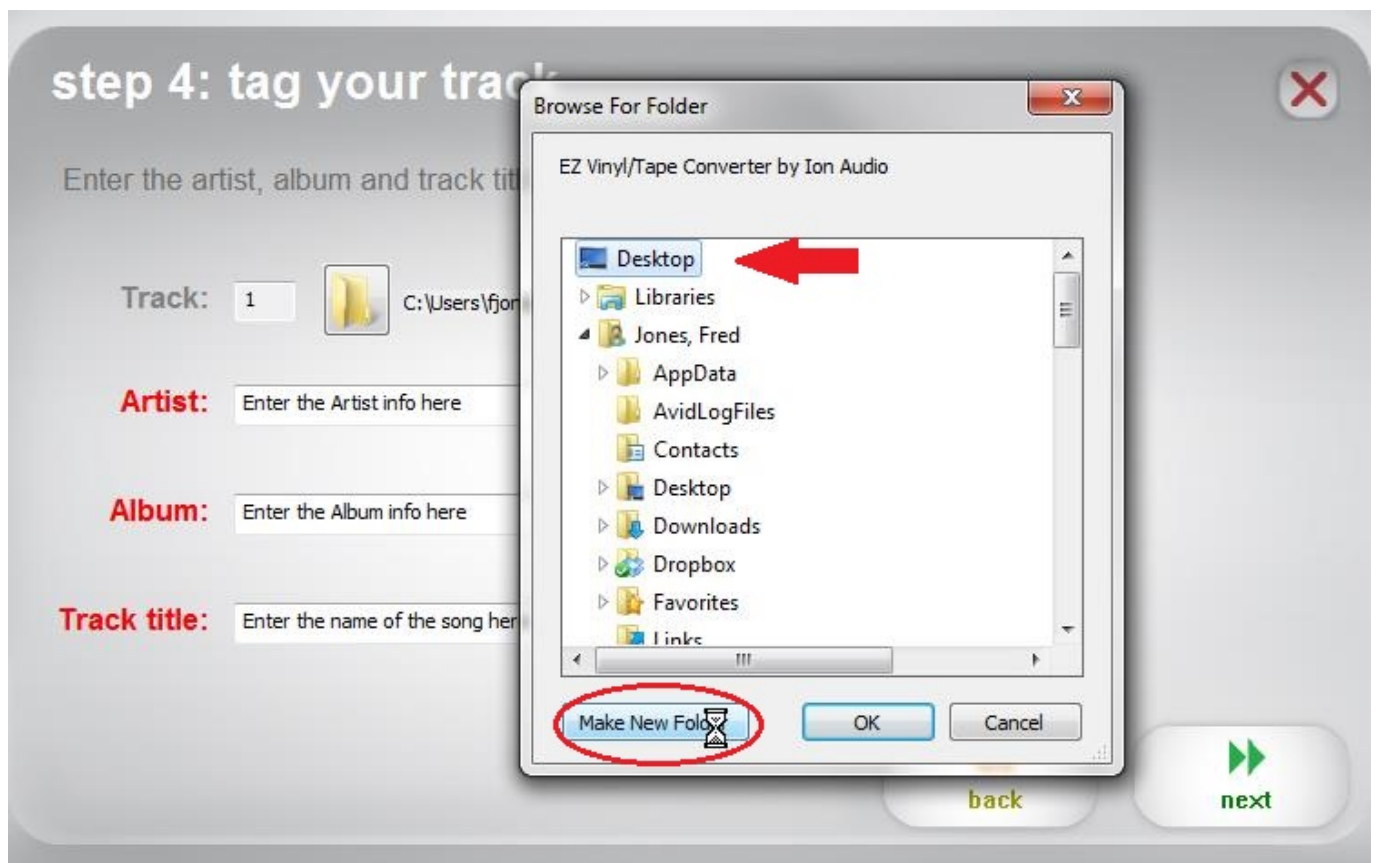 step 4: tag your track
Enter the artist, album and track tit
Track: 1 C:\Users\fjon
Artist: Enter the Artist info here
Album: Enter the Album info here
Track title: Enter the name of the song her
Browse For Folder
EZ Vinyl/Tape Converter by Ion Audio
Desktop
Libraries
Jones, Fred
AppData
AvidLogFiles
Contacts
Desktop
Downloads
Dropbox
Favorites
Links
Make New Folder
OK Cancel
back next